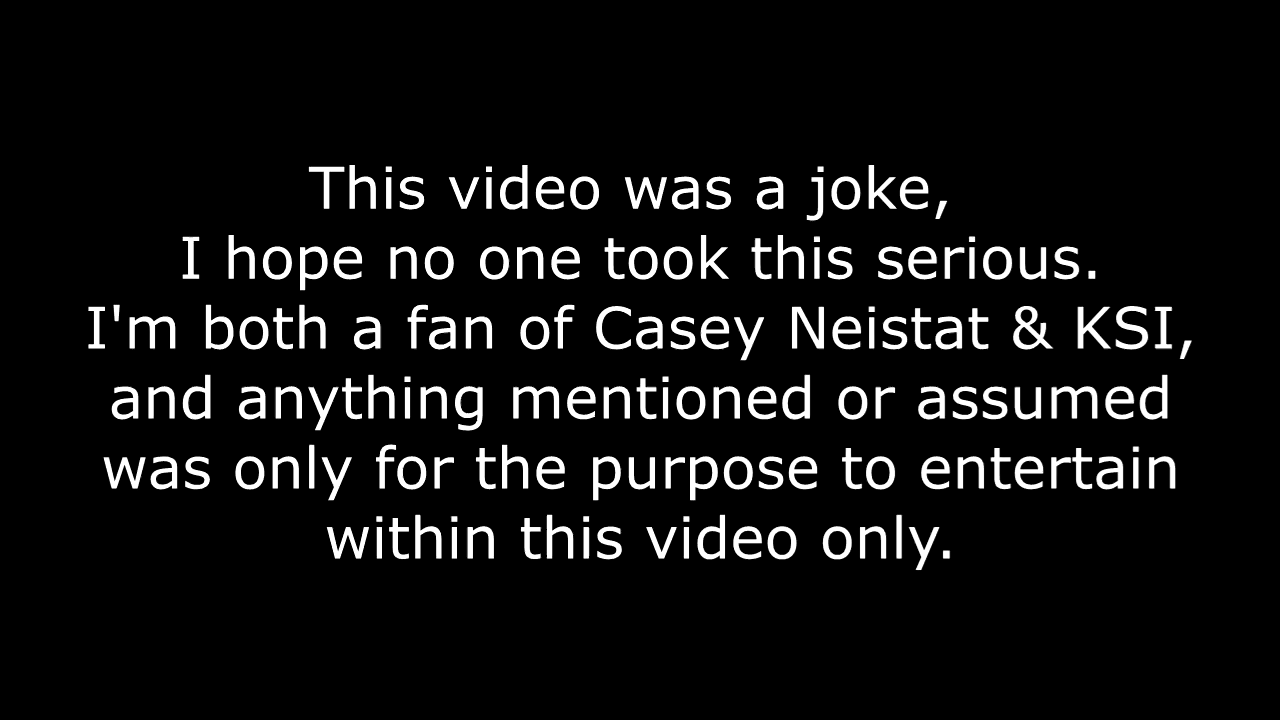 This video was a joke,
I hope no one took this serious.
I'm both a fan of Casey Neistat & KSI,
and anything mentioned or assumed
was only for the purpose to entertain
within this video only.